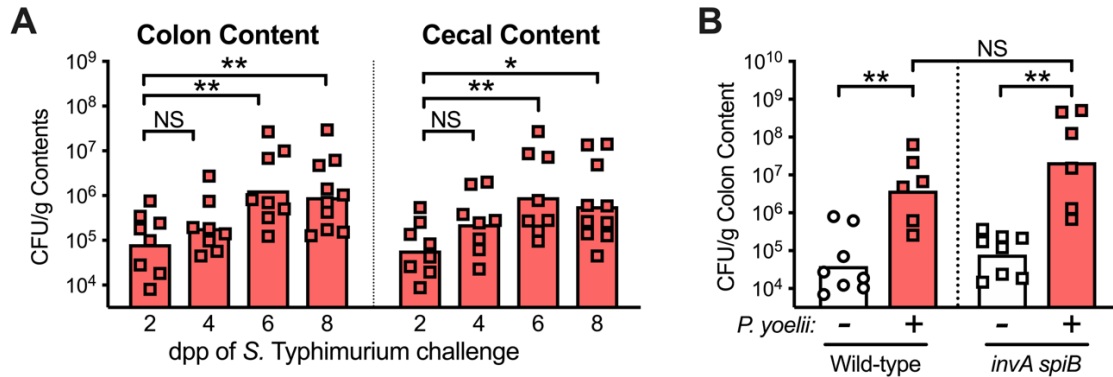 A
Colon Content
Cecal Content
CFU/g Contents
10⁹
10⁸
10⁷
10⁶
10⁵
10⁴
**
**
NS
*
**
NS
2 4 6 8 2 4 6 8
dpp of S. Typhimurium challenge
B
CFU/g Colon Content
10¹⁰
10⁹
10⁸
10⁷
10⁶
10⁵
10⁴
NS
** **
P. yoelii: - + - +
Wild-type invA spiB